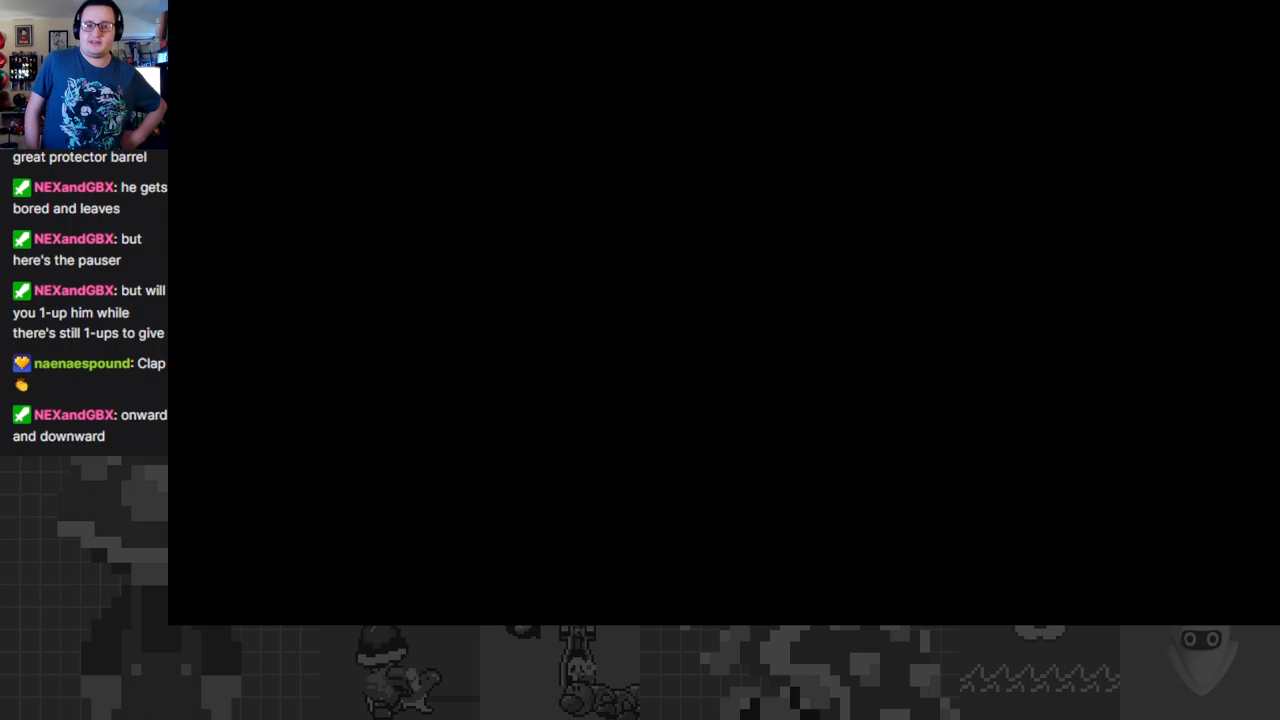 great protector barrel
NEXandGBX: he gets
bored and leaves
NEXandGBX: but
here's the pauser
NEXandGBX: but will
you 1-up him while
there's still 1-ups to give
naenaespound: Clap
👏
NEXandGBX: onward
and downward